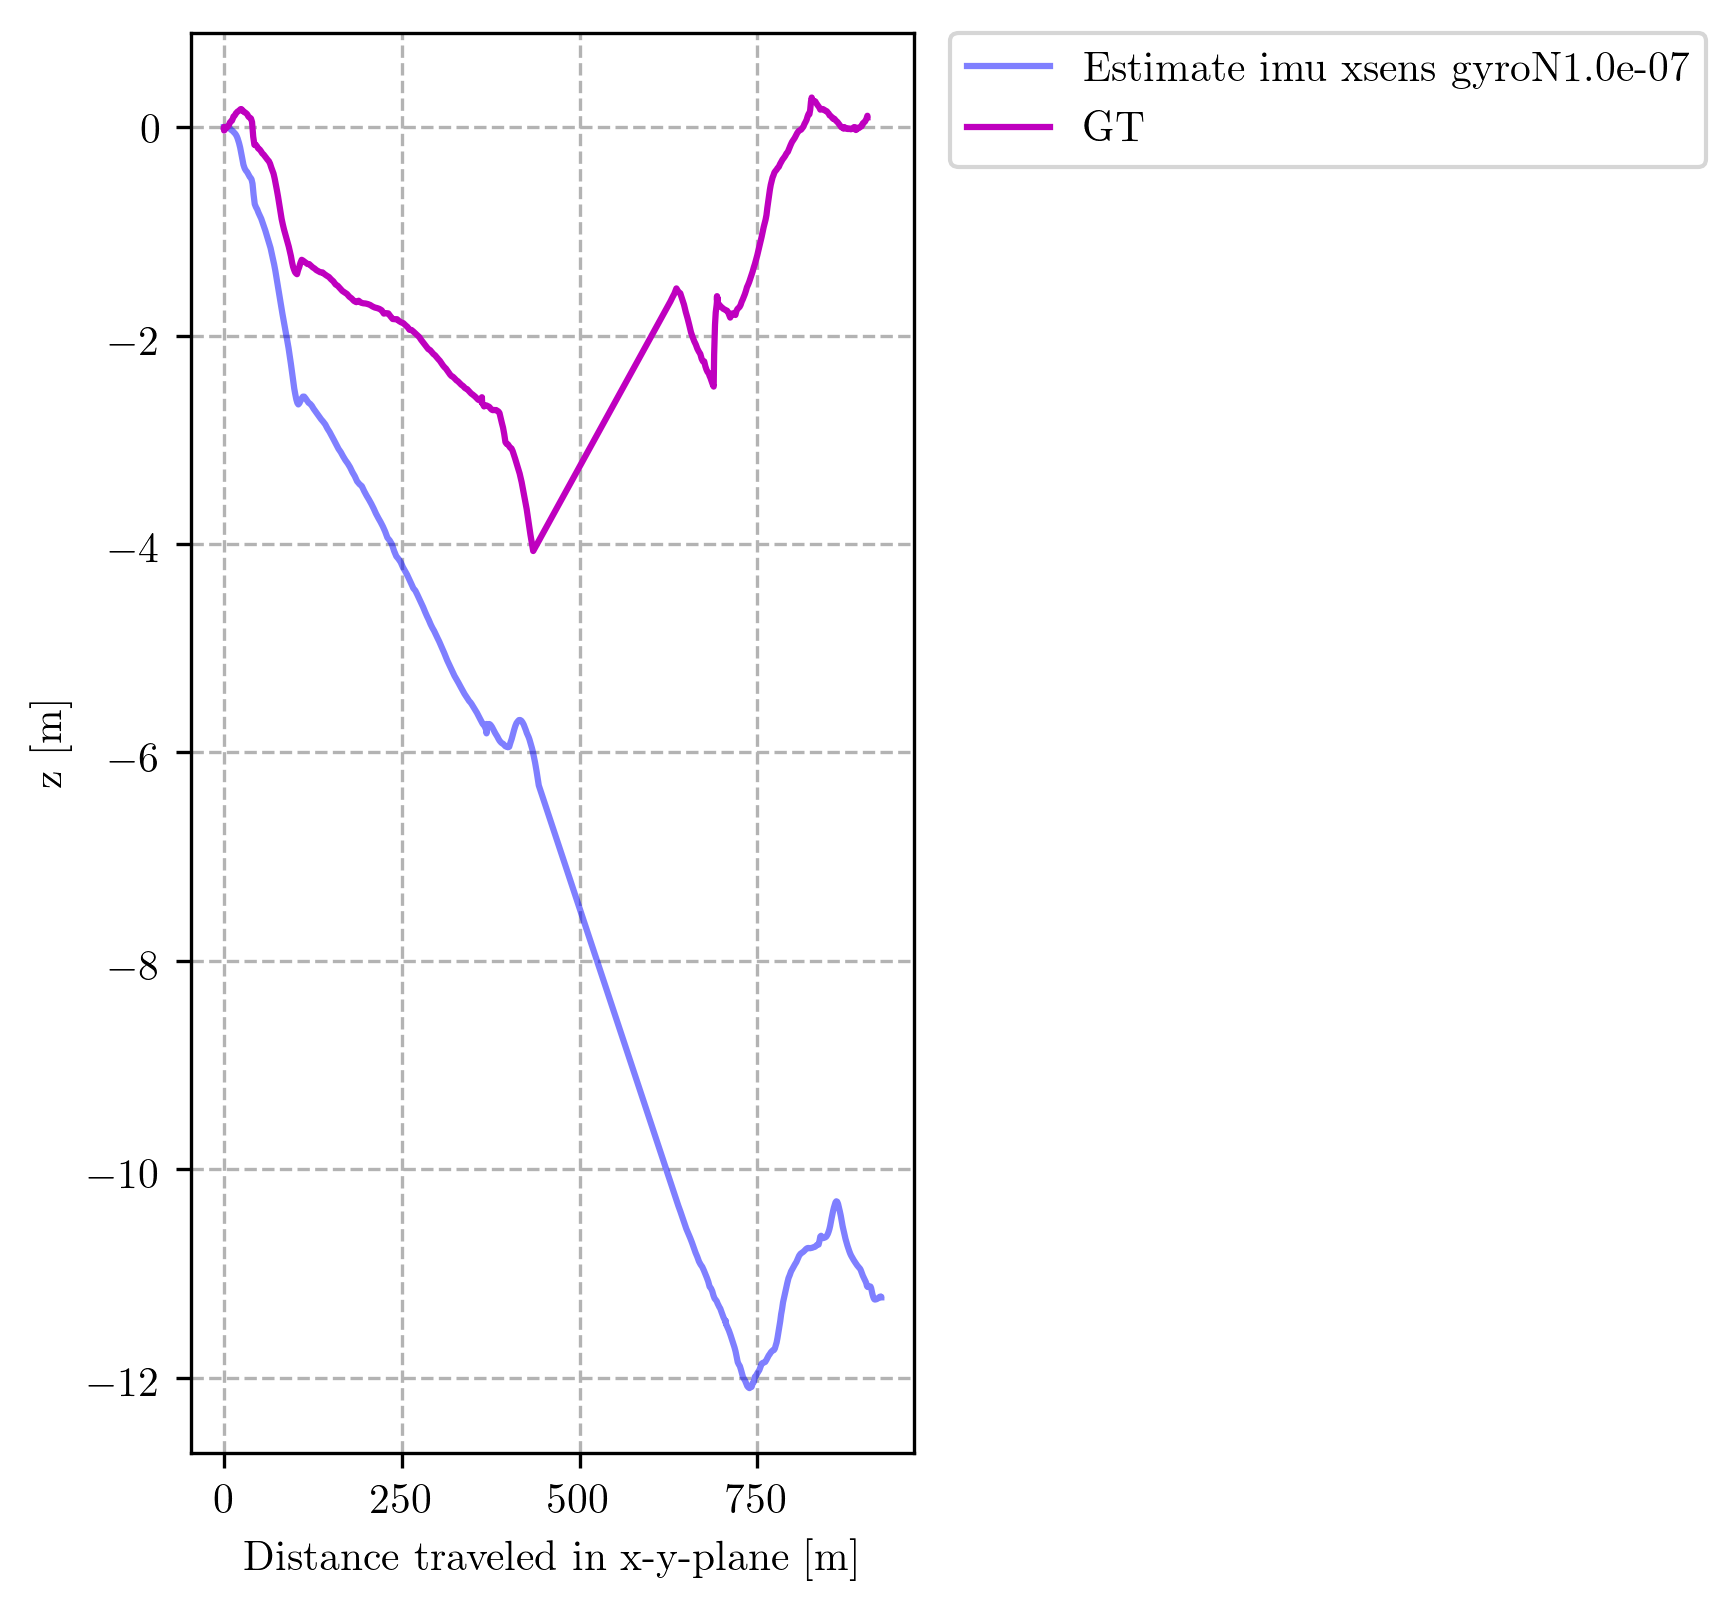 Estimate imu xsens gyroN1.0e-07
GT
0
−2
−4
−6
−8
−10
−12
z [m]
0 250 500 750
Distance traveled in x-y-plane [m]